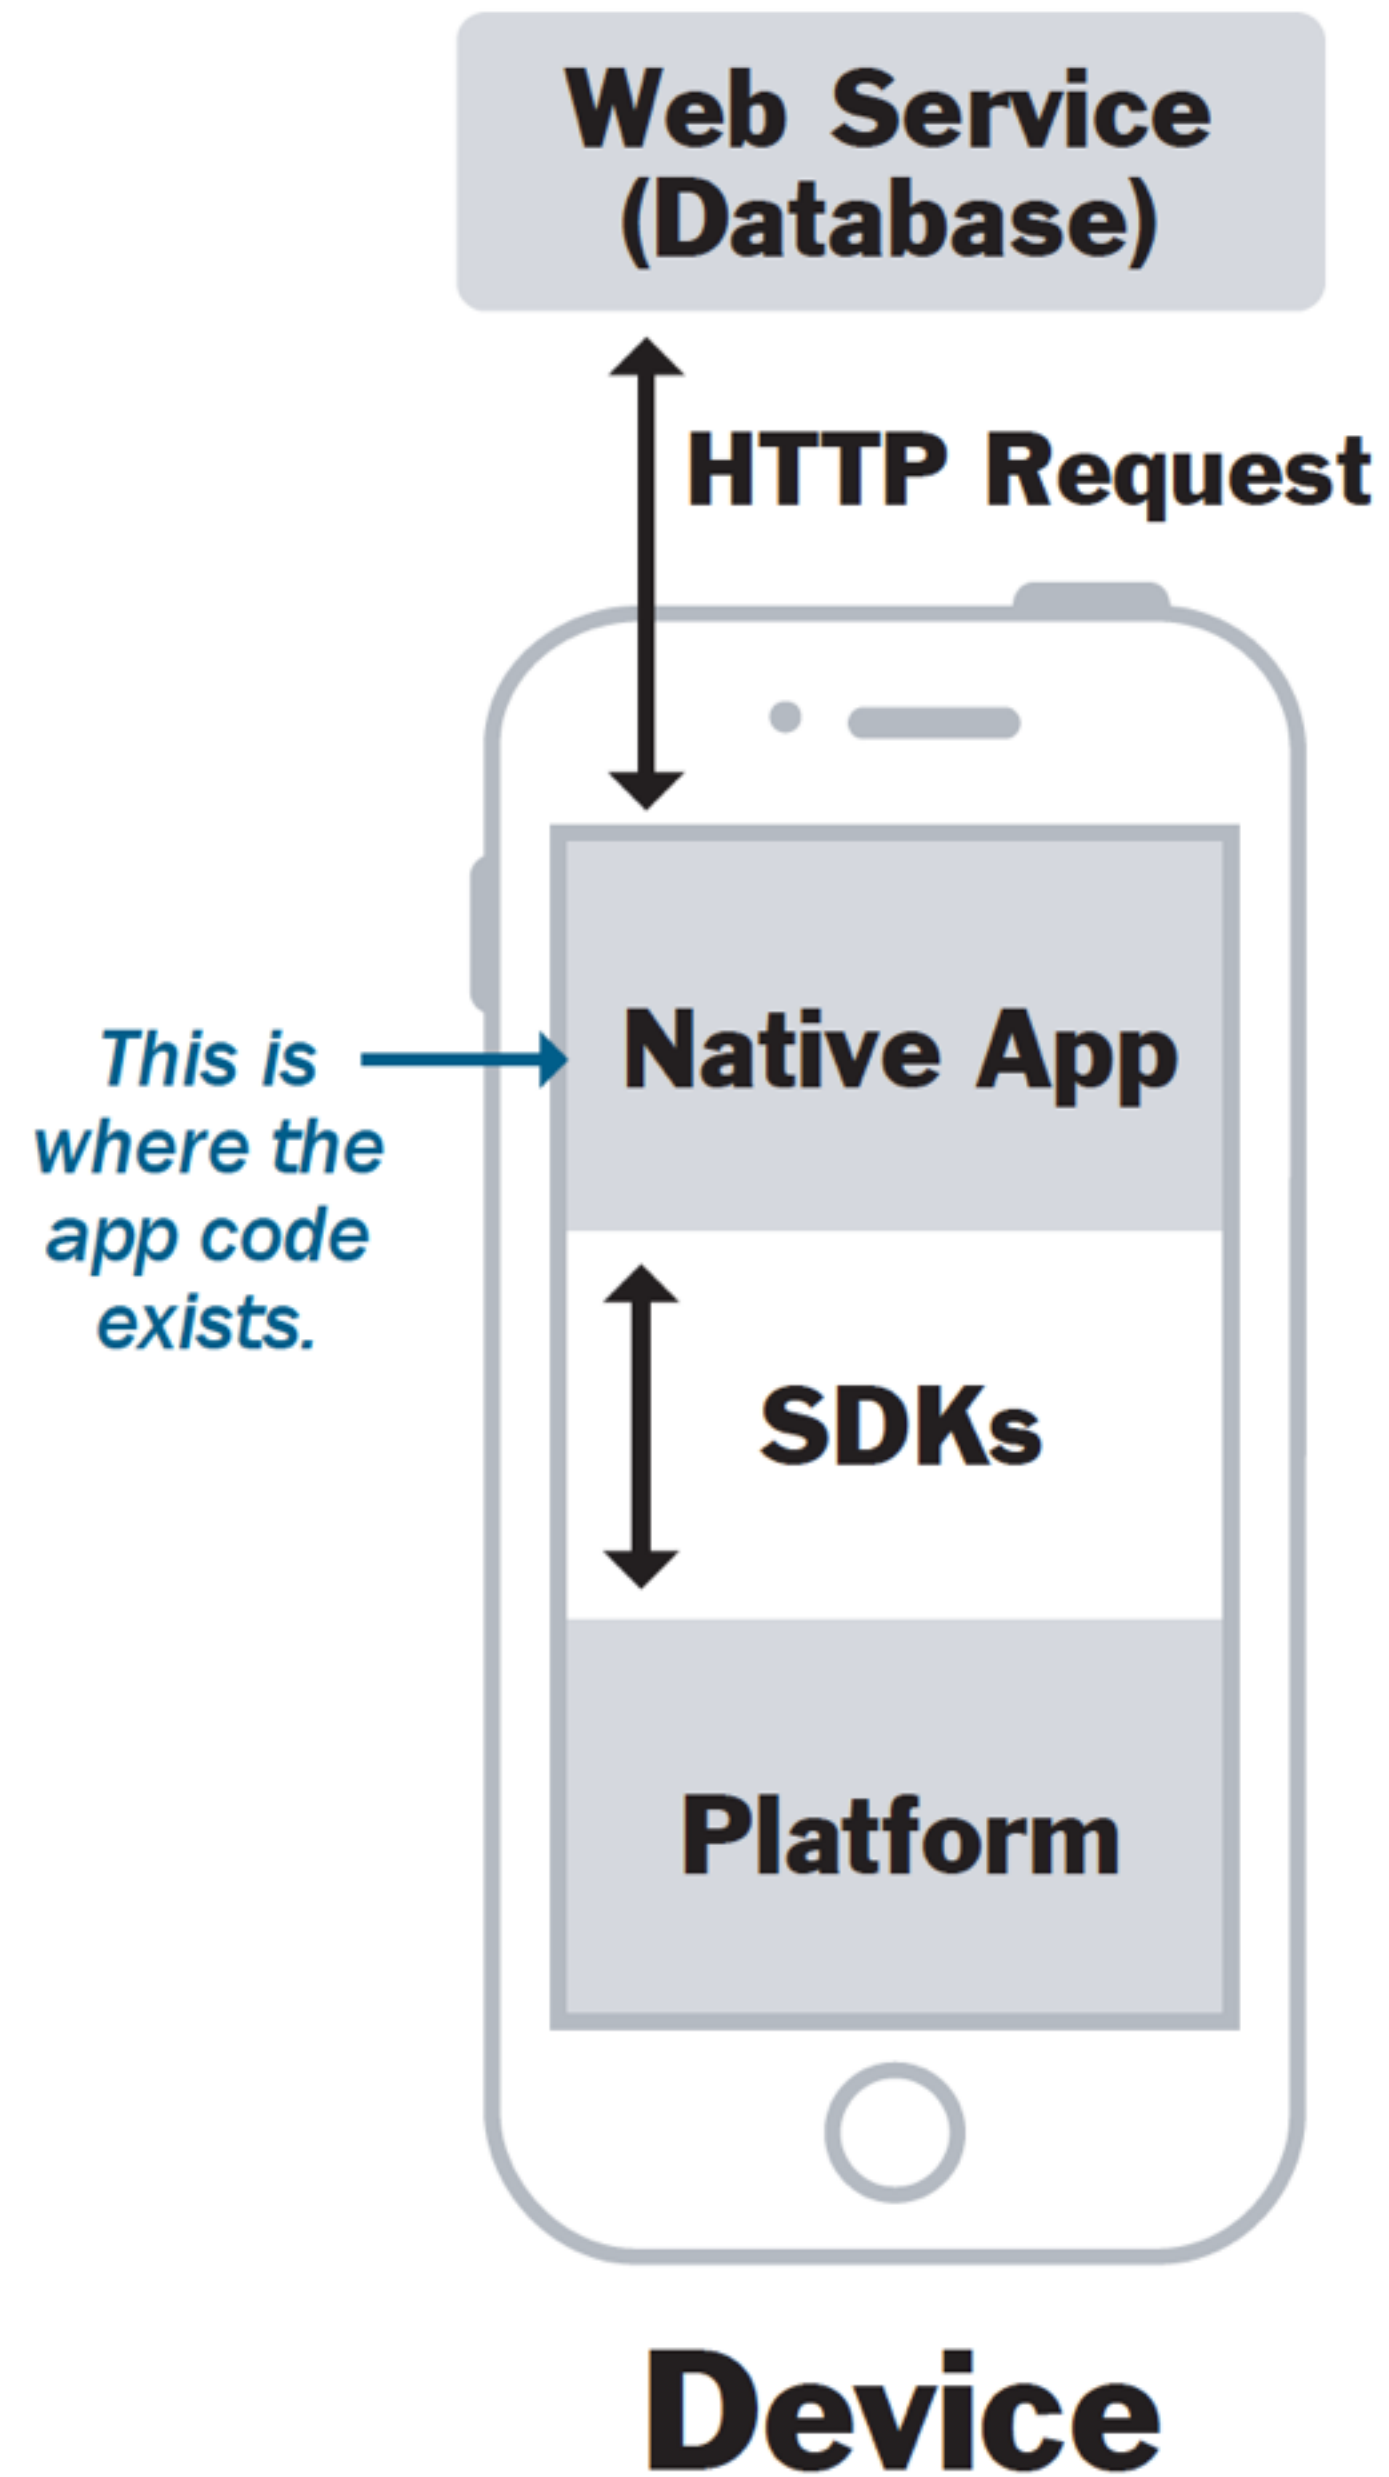 Web Service
(Database)
HTTP Request
Native App
This is
where the
app code
exists.
SDKs
Platform
Device